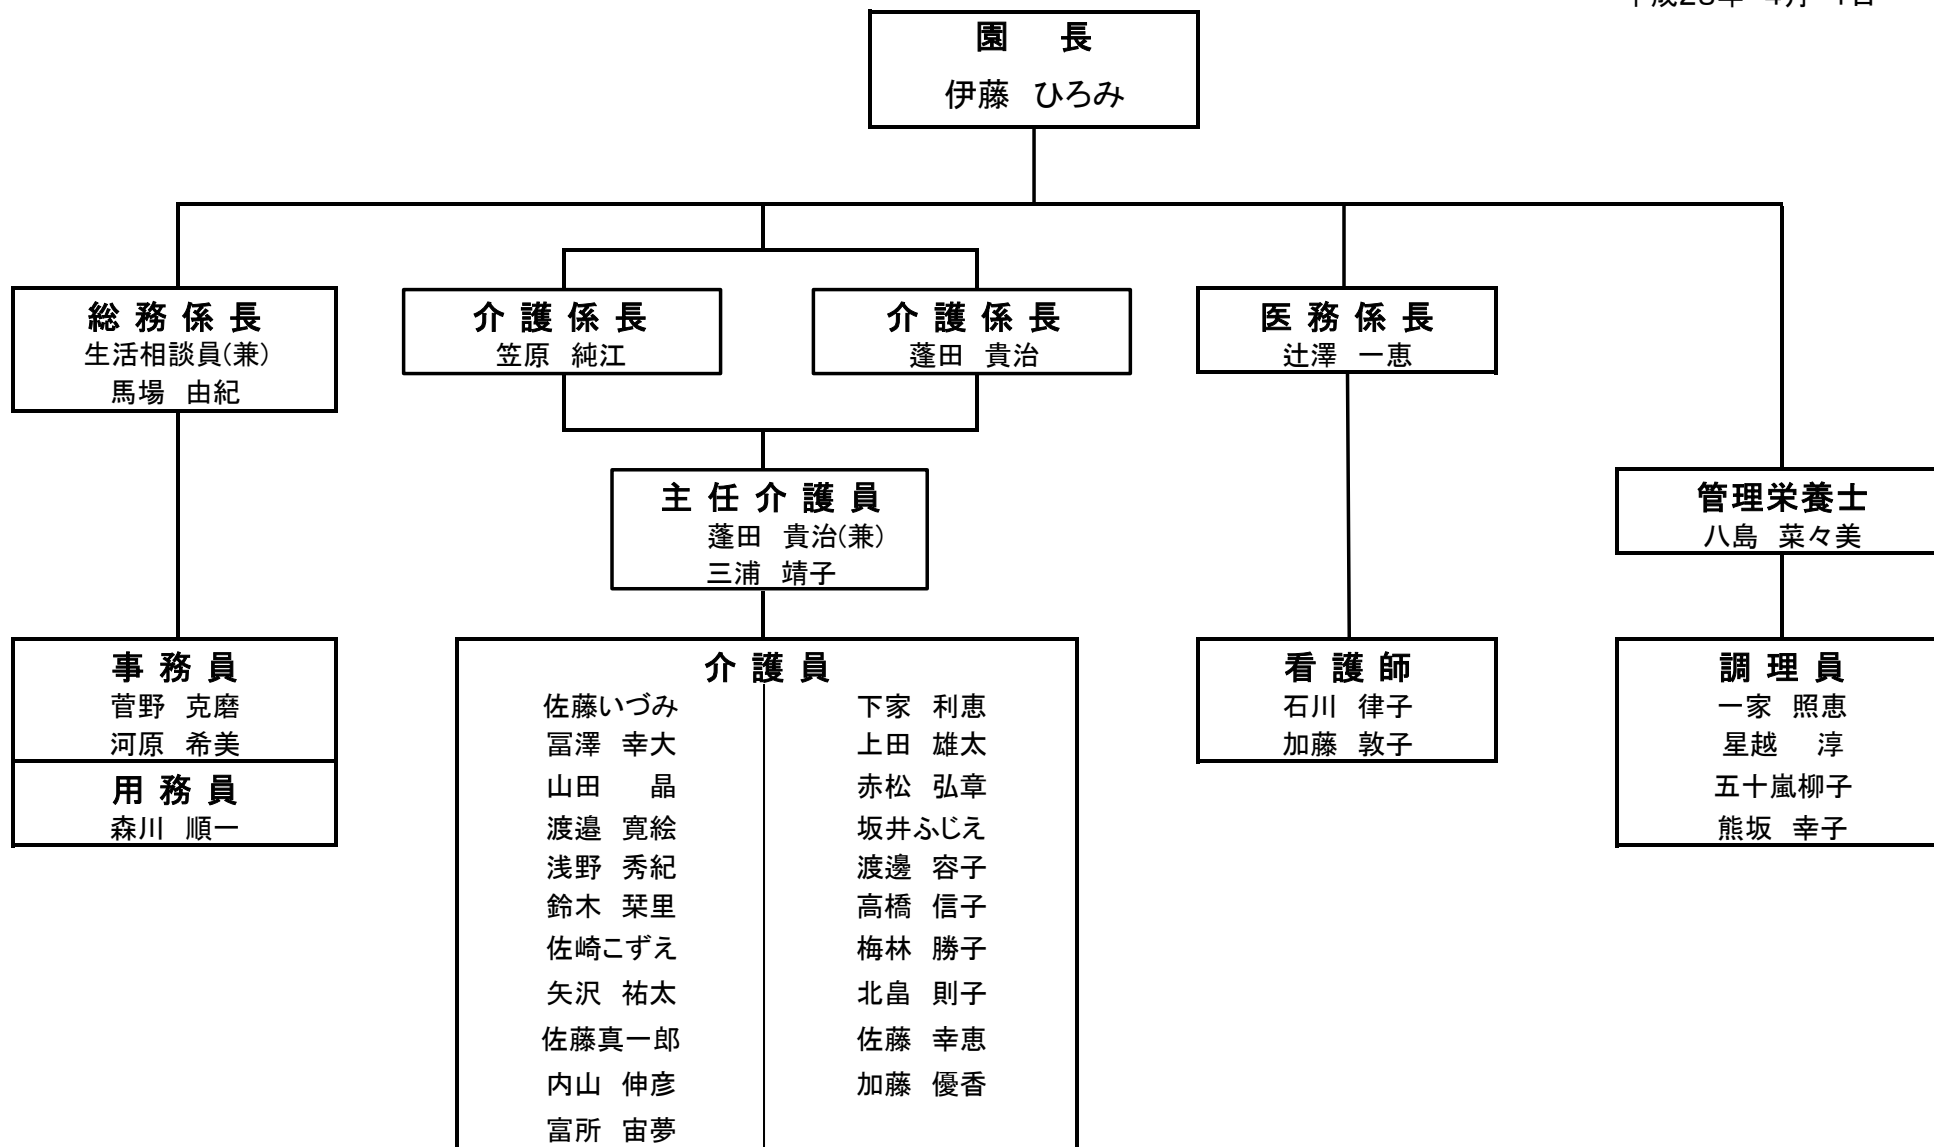 園　長
伊藤　ひろみ
総 務 係 長
生活相談員(兼)
馬場　由紀
介 護 係 長
笠原　純江
介 護 係 長
蓬田　貴治
医 務 係 長
辻澤　一恵
主 任 介 護 員
蓬田　貴治(兼)
三浦　靖子
管理栄養士
八島　菜々美
事 務 員
菅野　克磨
河原　希美
用 務 員
森川　順一
介 護 員
佐藤いづみ
冨澤　幸大
山田　晶
渡邉　寛絵
浅野　秀紀
鈴木　栞里
佐崎こずえ
矢沢　祐太
佐藤真一郎
内山　伸彦
富所　宙夢
下家　利恵
上田　雄太
赤松　弘章
坂井ふじえ
渡邊　容子
高橋　信子
梅林　勝子
北畠　則子
佐藤　幸恵
加藤　優香
看 護 師
石川　律子
加藤　敦子
調 理 員
一家　照恵
星越　淳
五十嵐柳子
熊坂　幸子